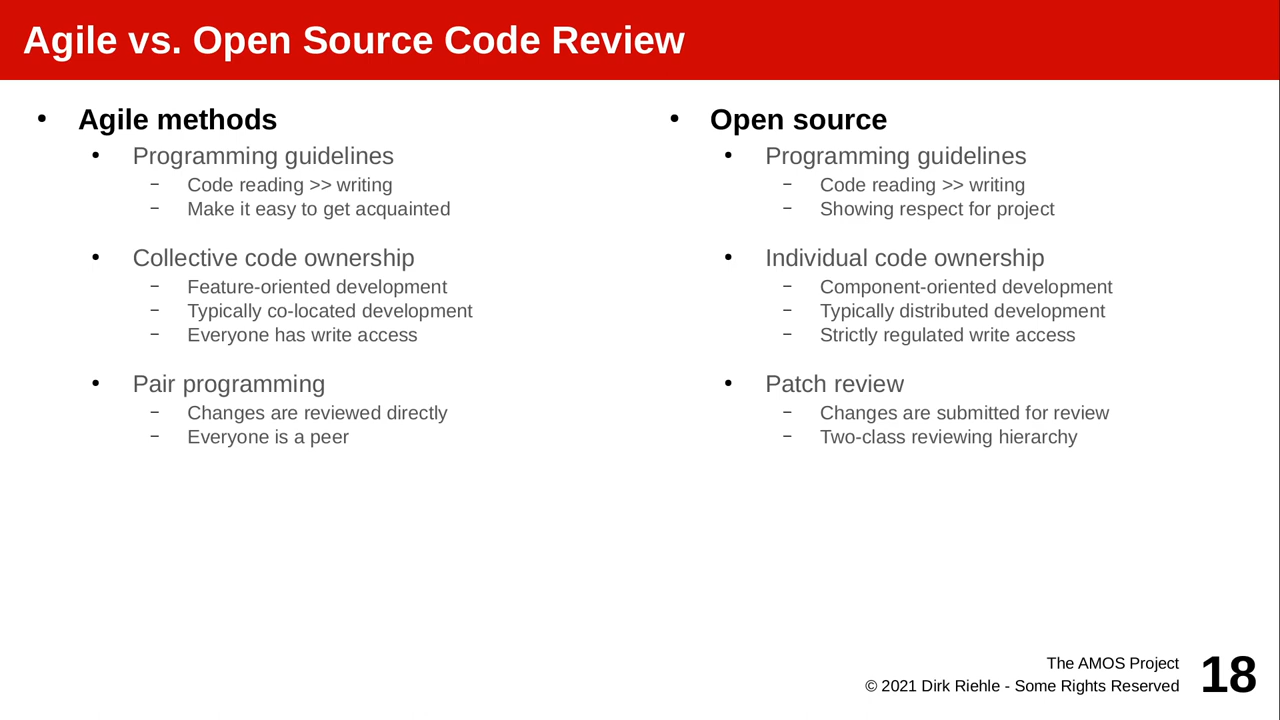 Agile vs. Open Source Code Review
• Agile methods
• Programming guidelines
– Code reading >> writing
– Make it easy to get acquainted
• Collective code ownership
– Feature-oriented development
– Typically co-located development
– Everyone has write access
• Pair programming
– Changes are reviewed directly
– Everyone is a peer
• Open source
• Programming guidelines
– Code reading >> writing
– Showing respect for project
• Individual code ownership
– Component-oriented development
– Typically distributed development
– Strictly regulated write access
• Patch review
– Changes are submitted for review
– Two-class reviewing hierarchy
The AMOS Project
© 2021 Dirk Riehle - Some Rights Reserved
18